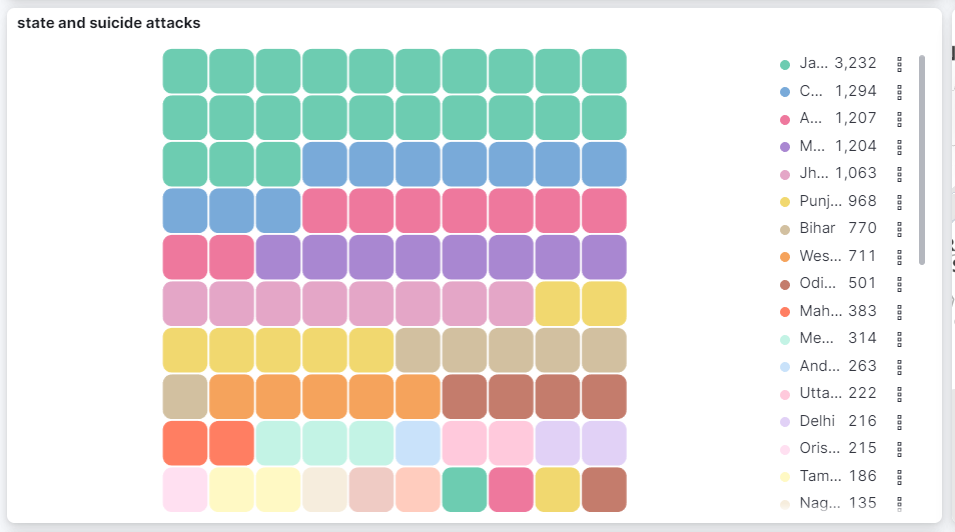 state and suicide attacks
Ja... 3,232
C... 1,294
A... 1,207
M... 1,204
Jh... 1,063
Punj... 968
Bihar 770
Wes... 711
Odi... 501
Mah... 383
Me... 314
And... 263
Utta... 222
Delhi 216
Oris... 215
Tam... 186
Nag... 135